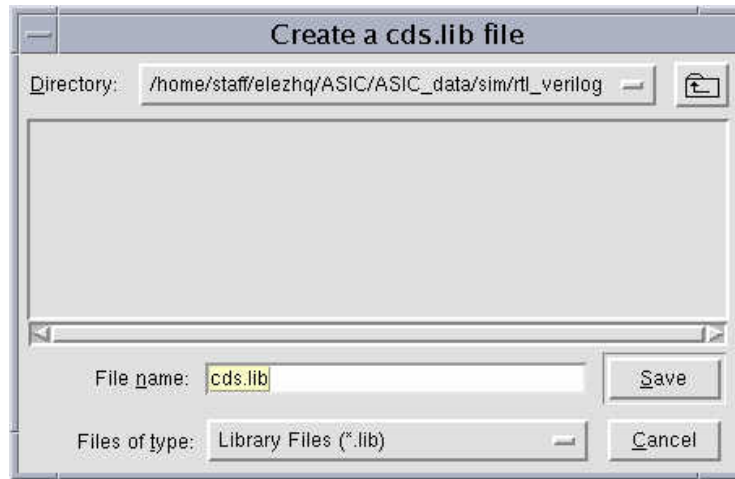 Create a cds.lib file
Directory: /home/staff/elezhq/ASIC/ASIC_data/sim/rtl_verilog
File name: cds.lib Save
Files of type: Library Files (*.lib) Cancel